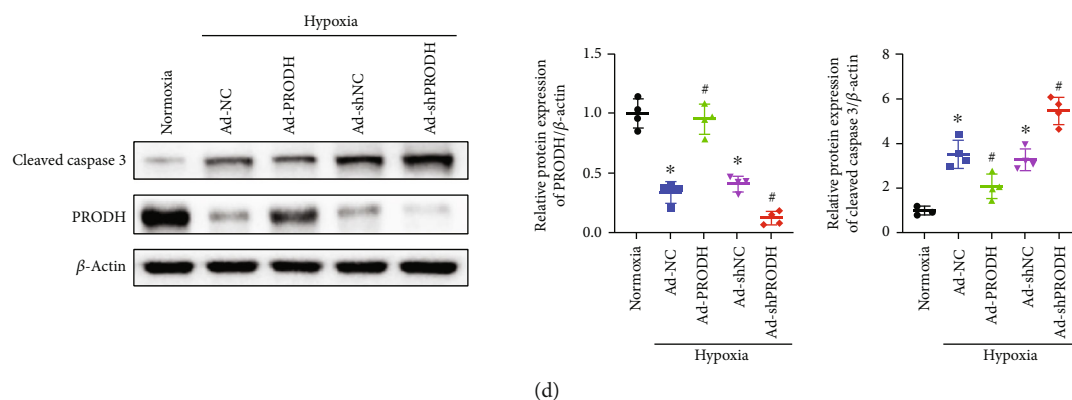 Hypoxia
Normoxia
Ad-NC
Ad-PRODH
Ad-shNC
Ad-shPRODH
Cleaved caspase 3
PRODH
β-Actin
Relative protein expression
of PRODH/β-actin
1.5
1.0
0.5
0.0
*
#
*
#
Normoxia
Ad-NC
Ad-PRODH
Ad-shNC
Ad-shPRODH
Hypoxia
Relative protein expression
of cleaved caspase 3/β-actin
8
6
4
2
0
*
#
*
#
Normoxia
Ad-NC
Ad-PRODH
Ad-shNC
Ad-shPRODH
Hypoxia
(d)